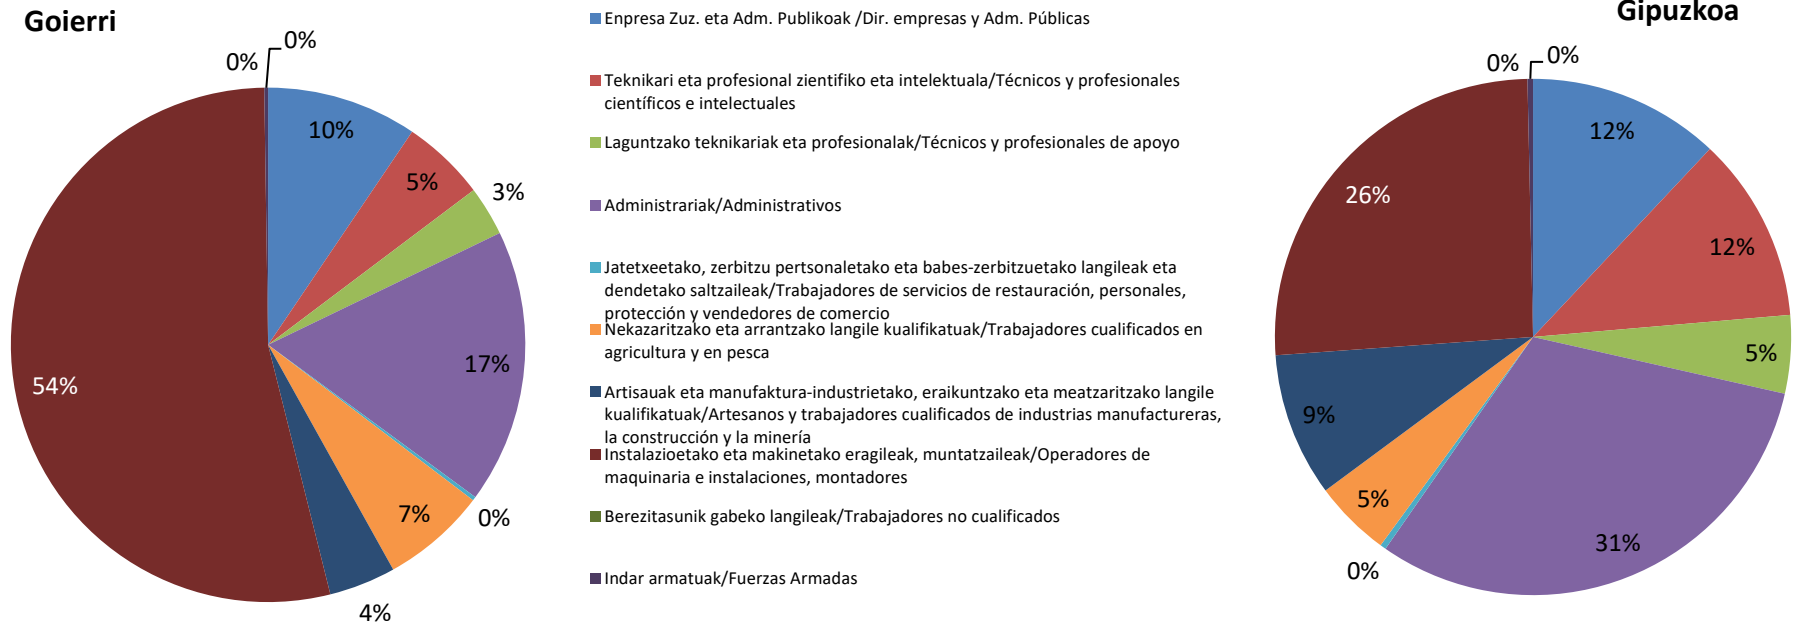 Goierri
0%
0%
10%
5%
3%
17%
0%
7%
4%
54%
Enpresa Zuz. eta Adm. Publikoak /Dir. empresas y Adm. Públicas
Teknikari eta profesional zientifiko eta intelektuala/Técnicos y profesionales
científicos e intelectuales
Laguntzako teknikariak eta profesionalak/Técnicos y profesionales de apoyo
Administrariak/Administrativos
Jatetxeetako, zerbitzu pertsonaletako eta babes-zerbitzuetako langileak eta
dendetako saltzaileak/Trabajadores de servicios de restauración, personales,
protección y vendedores de comercio
Nekazaritzako eta arrantzako langile kualifikatuak/Trabajadores cualificados en
agricultura y en pesca
Artisauak eta manufaktura-industrietako, eraikuntzako eta meatzaritzako langile
kualifikatuak/Artesanos y trabajadores cualificados de industrias manufactureras,
la construcción y la minería
Instalazioetako eta makinetako eragileak, muntatzaileak/Operadores de
maquinaria e instalaciones, montadores
Berezitasunik gabeko langileak/Trabajadores no cualificados
Indar armatuak/Fuerzas Armadas
Gipuzkoa
0%
0%
12%
12%
5%
31%
0%
5%
9%
26%